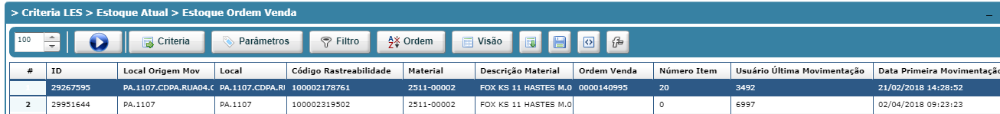 > Criteria LES > Estoque Atual > Estoque Ordem Venda
100 Criteria Parâmetros Filtro Ordem Visão
# ID Local Origem Mov Local Código Rastreabilidade Material Descrição Material Ordem Venda Número Item Usuário Última Movimentação Data Primeira Movimentação
1 29267595 PA.1107.CDPA.RUA04.C PA.1107.CDPA.RU 100002178761 2511-00002 FOX KS 11 HASTES M.0 0000140995 20 3492 21/02/2018 14:28:52
2 29951644 PA.1107 PA.1107 100002319502 2511-00002 FOX KS 11 HASTES M.0 0 6997 02/04/2018 09:23:23